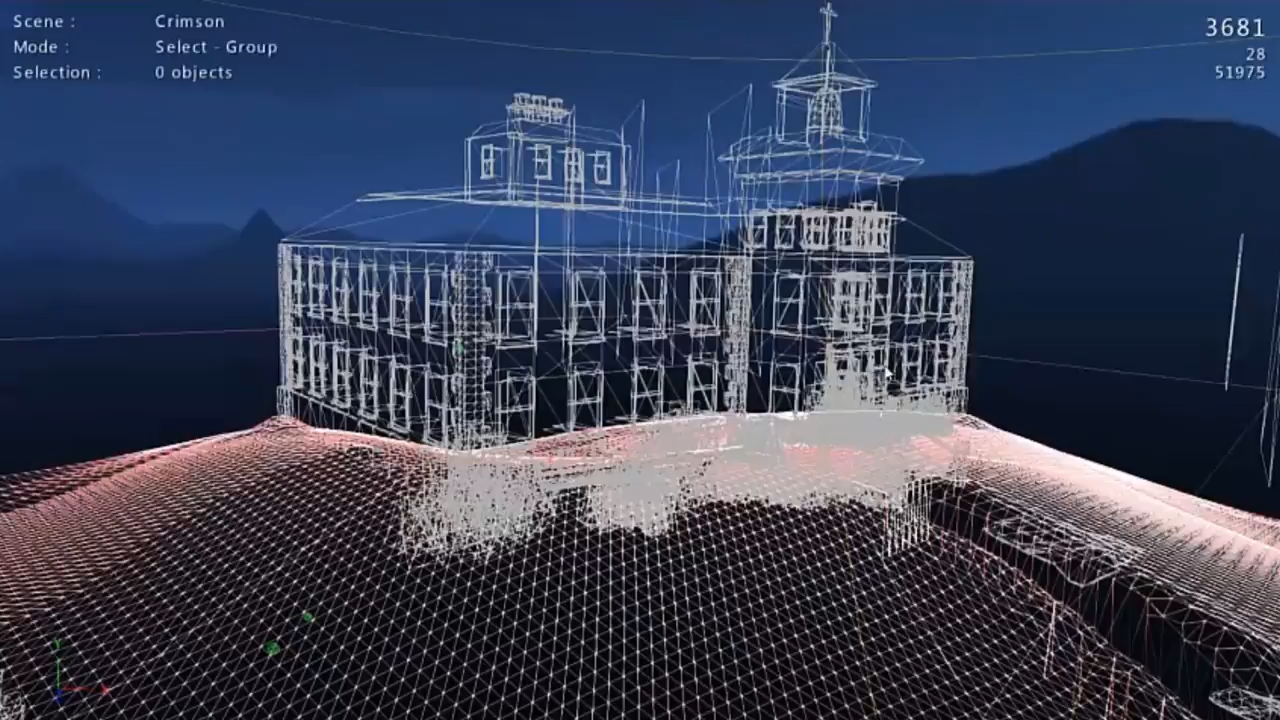 Scene : Crimson
Mode : Select - Group
Selection : 0 objects
3681
28
51975